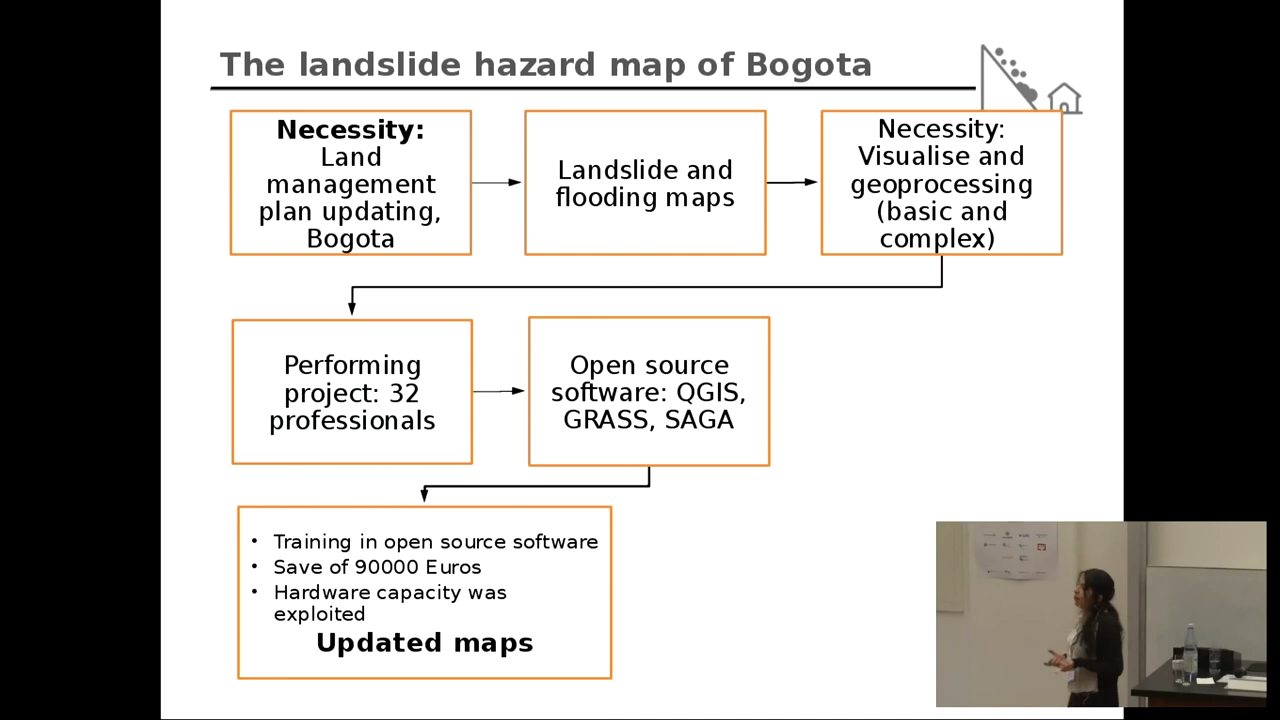 The landslide hazard map of Bogota
Necessity:
Land
management
plan updating,
Bogota
Landslide and
flooding maps
Necessity:
Visualise and
geoprocessing
(basic and
complex)
Performing
project: 32
professionals
Open source
software: QGIS,
GRASS, SAGA
• Training in open source software
• Save of 90000 Euros
• Hardware capacity was
exploited
Updated maps